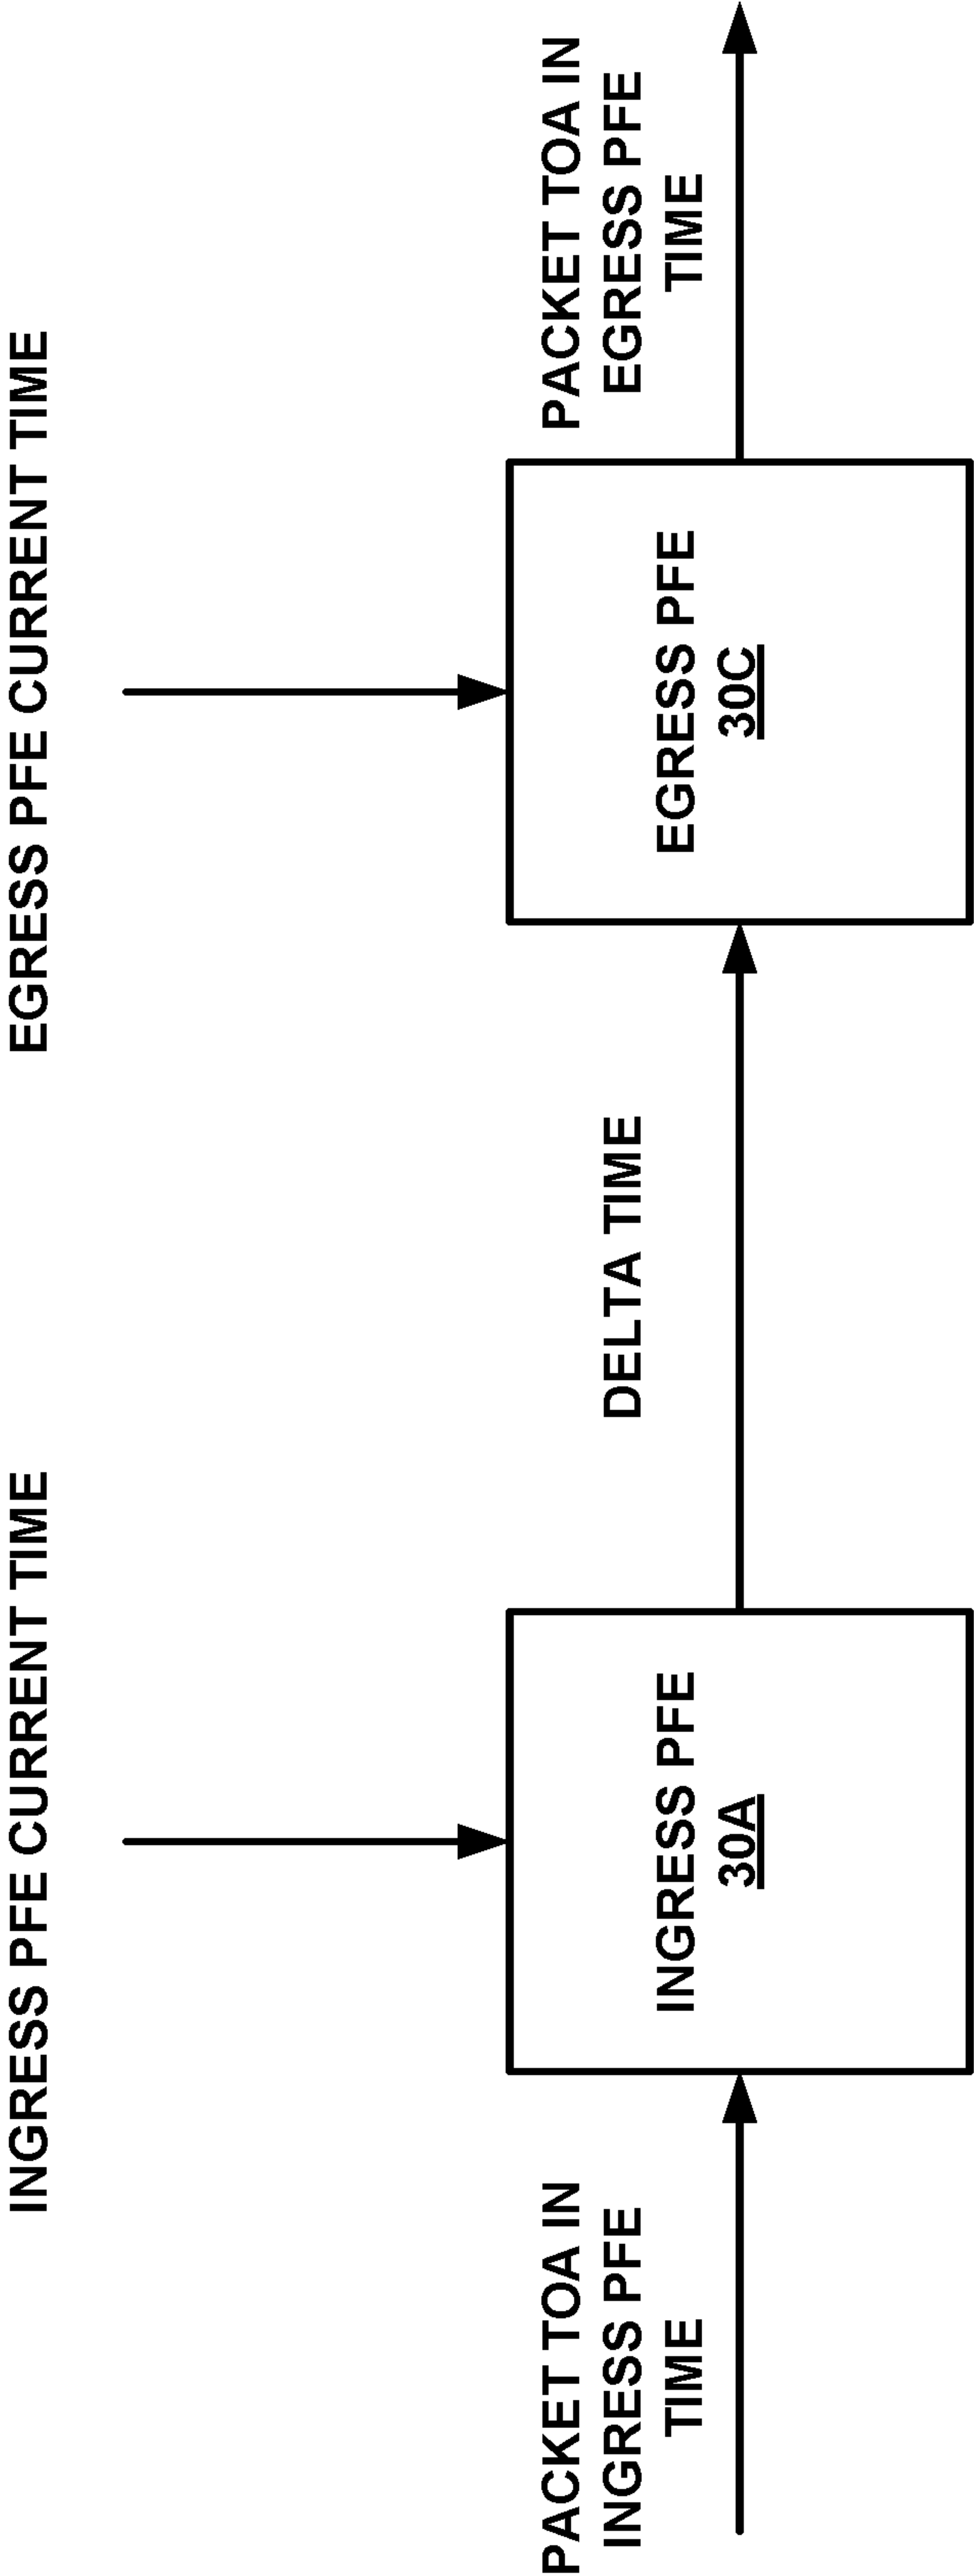 INGRESS PFE CURRENT TIME
EGRESS PFE CURRENT TIME
PACKET TOA IN
INGRESS PFE
TIME
INGRESS PFE
30A
DELTA TIME
EGRESS PFE
30C
PACKET TOA IN
EGRESS PFE
TIME